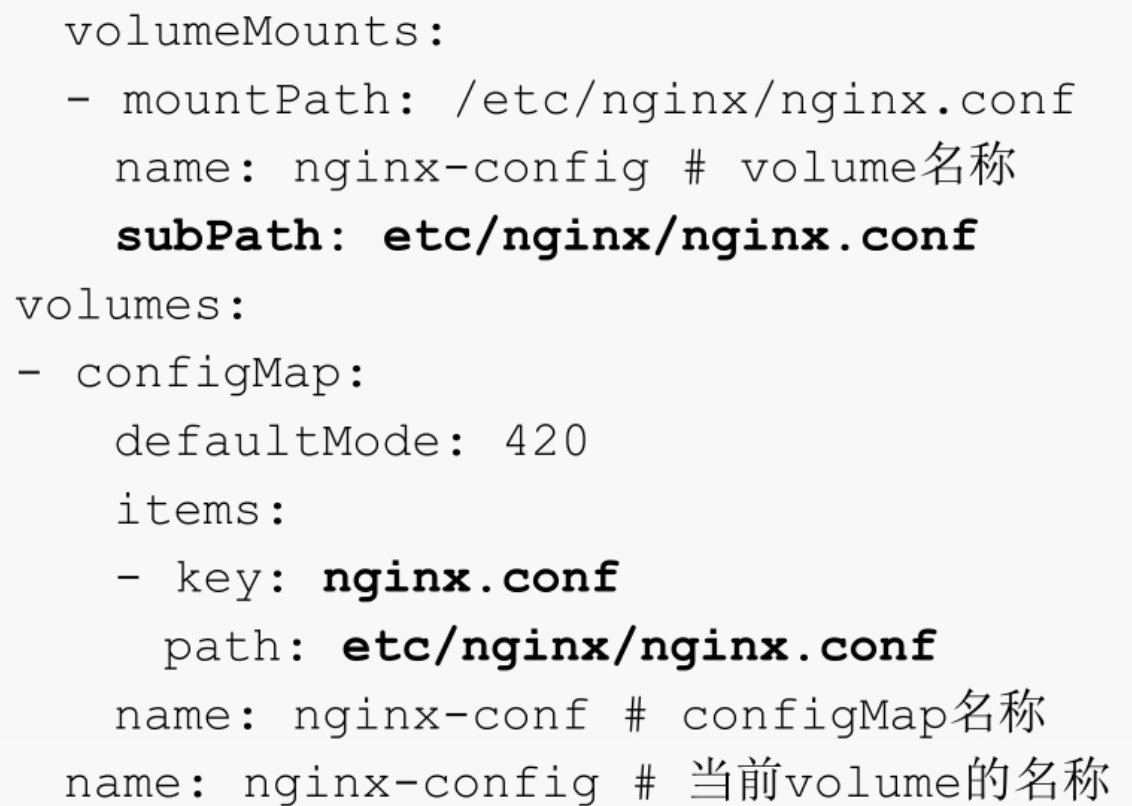 volumeMounts:
- mountPath: /etc/nginx/nginx.conf
name: nginx-config # volume名称
subPath: etc/nginx/nginx.conf
volumes:
- configMap:
defaultMode: 420
items:
- key: nginx.conf
path: etc/nginx/nginx.conf
name: nginx-conf # configMap名称
name: nginx-config # 当前volume的名称